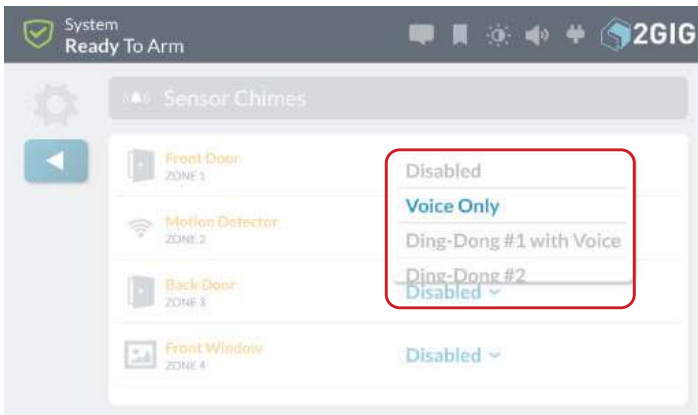 System
Ready To Arm
2GIG
Sensor Chimes
Front Door
ZONE 1
Disabled
Voice Only
Motion Detector
ZONE 2
Ding-Dong #1 with Voice
Ding-Dong #2
Back Door
ZONE 3
Disabled
Front Window
ZONE 4
Disabled